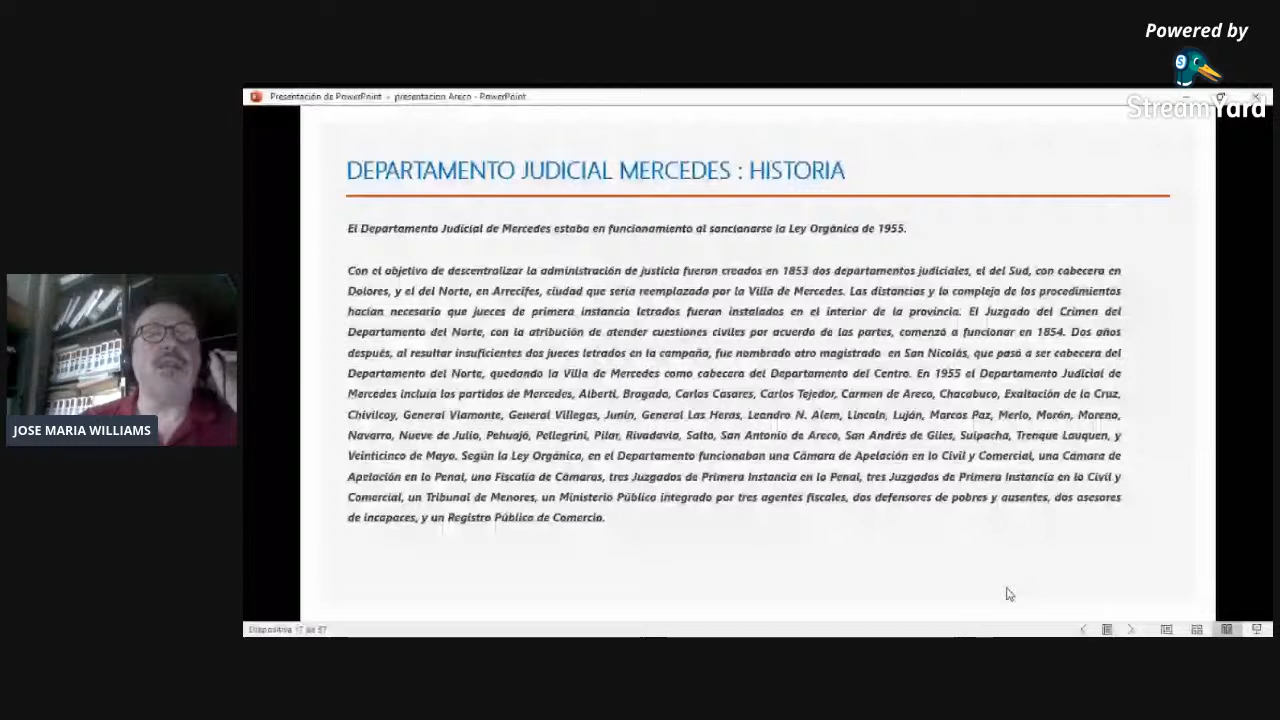 Powered by
StreamYard
Presentación de PowerPoint - presentacion Areco - PowerPoint
DEPARTAMENTO JUDICIAL MERCEDES : HISTORIA
El Departamento Judicial de Mercedes estaba en funcionamiento al sancionarse la Ley Orgánica de 1955.
Con el objetivo de descentralizar la administración de justicia fueron creados en 1853 dos departamentos judiciales, el del Sud, con cabecera en
Dolores, y el del Norte, en Arrecifes, ciudad que sería reemplazada por la Villa de Mercedes. Las distancias y lo complejo de los procedimientos
hacían necesario que jueces de primera instancia letrados fueran instalados en el interior de la provincia. El Juzgado del Crimen del
Departamento del Norte, con la atribución de atender cuestiones civiles por acuerdo de las partes, comenzó a funcionar en 1854. Dos años
después, al resultar insuficientes dos jueces letrados en la campaña, fue nombrado otro magistrado en San Nicolás, que pasó a ser cabecera del
Departamento del Norte, quedando la Villa de Mercedes como cabecera del Departamento del Centro. En 1955 el Departamento Judicial de
Mercedes incluía los partidos de Mercedes, Alberti, Bragado, Carlos Casares, Carlos Tejedor, Carmen de Areco, Chacabuco, Exaltación de la Cruz,
Chivilcoy, General Viamonte, General Villegas, Junín, General Las Heras, Leandro N. Alem, Lincoln, Luján, Marcos Paz, Merlo, Morón, Moreno,
Navarro, Nueve de Julio, Pehuajó, Pellegrini, Pilar, Rivadavia, Salto, San Antonio de Areco, San Andrés de Giles, Suipacha, Trenque Lauquen, y
Veinticinco de Mayo. Según la Ley Orgánica, en el Departamento funcionaban una Cámara de Apelación en lo Civil y Comercial, una Cámara de
Apelación en lo Penal, una Fiscalía de Cámaras, tres Juzgados de Primera Instancia en lo Penal, tres Juzgados de Primera Instancia en lo Civil y
Comercial, un Tribunal de Menores, un Ministerio Público integrado por tres agentes fiscales, dos defensores de pobres y ausentes, dos asesores
de incapaces, y un Registro Público de Comercio.
JOSE MARIA WILLIAMS
Diapositiva 17 de 57